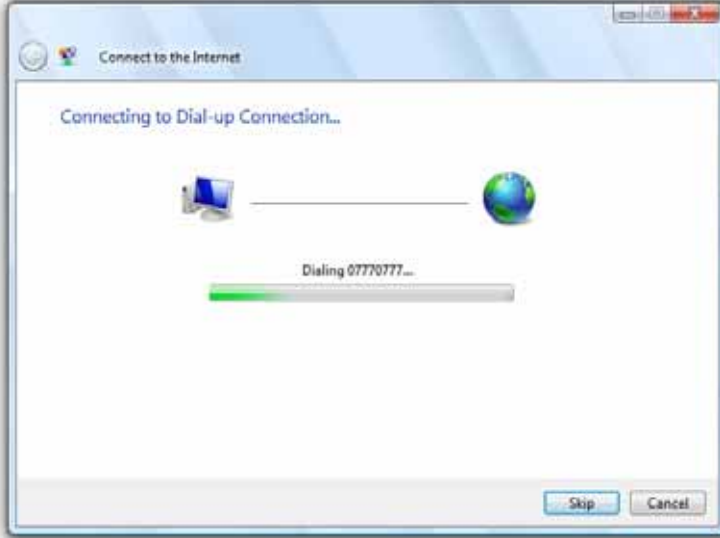 Connect to the Internet
Connecting to Dial-up Connection...
Dialing 07770777...
Skip
Cancel